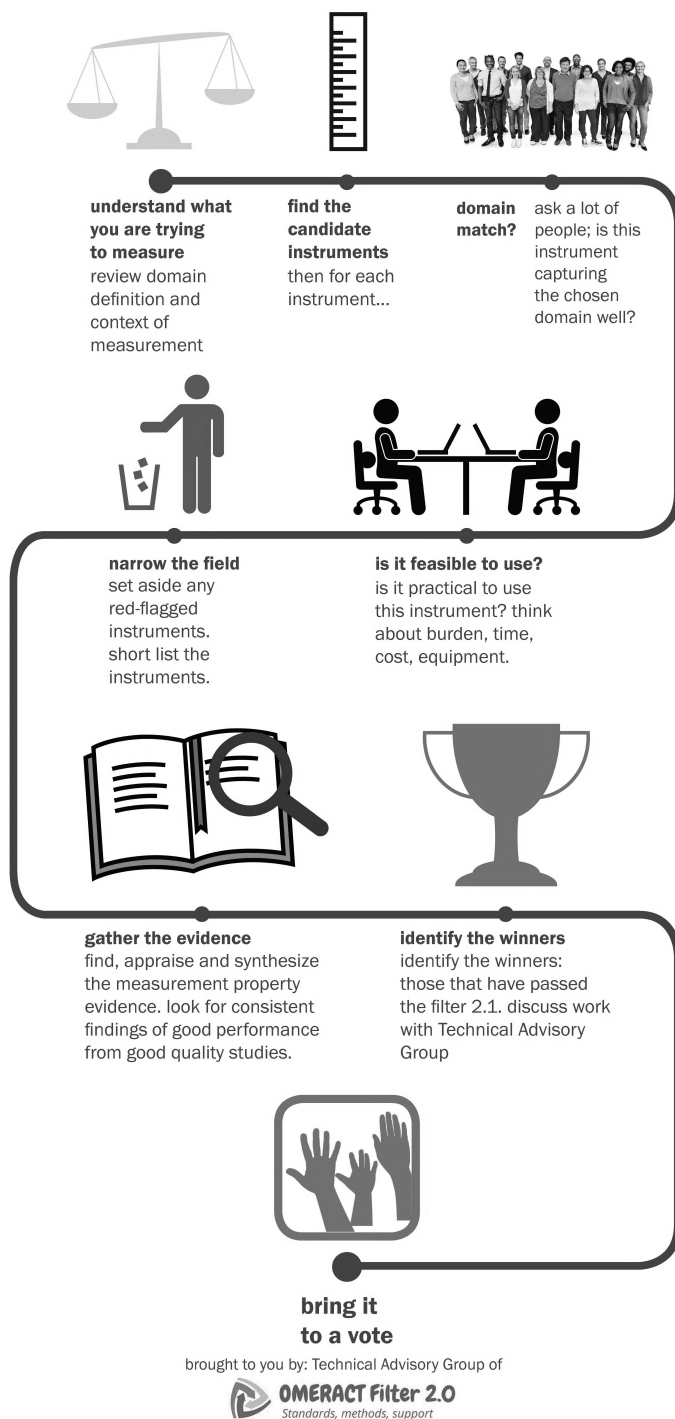 understand what
you are trying
to measure
review domain
definition and
context of
measurement
find the
candidate
instruments
then for each
instrument...
domain
match?
ask a lot of
people; is this
instrument
capturing
the chosen
domain well?
is it feasible to use?
is it practical to use
this instrument? think
about burden, time,
cost, equipment.
narrow the field
set aside any
red-flagged
instruments.
short list the
instruments.
gather the evidence
find, appraise and synthesize
the measurement property
evidence. look for consistent
findings of good performance
from good quality studies.
identify the winners
identify the winners:
those that have passed
the filter 2.1. discuss work
with Technical Advisory
Group
bring it
to a vote
brought to you by: Technical Advisory Group of
OMERACT Filter 2.0
Standards, methods, support